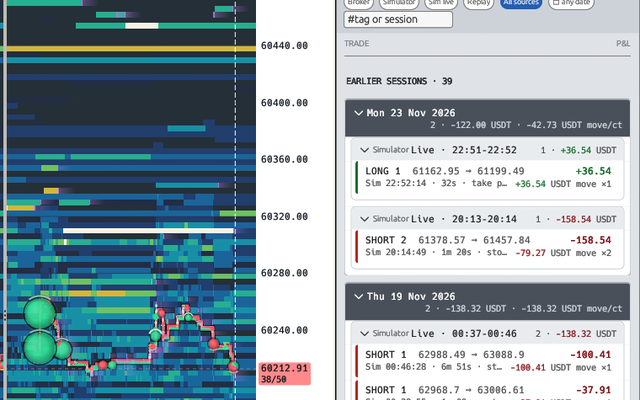 60440.00
60400.00
60360.00
60320.00
60280.00
60240.00
60212.91
38/50
Broker Simulator Sim live Replay All sources any date
#tag or session
TRADE P&L
EARLIER SESSIONS · 39
Mon 23 Nov 2026
2 · −122.00 USDT · −42.73 USDT move/ct
Simulator Live · 22:51-22:52 1 · +36.54 USDT
LONG 1 61162.95 → 61199.49 +36.54
Sim 22:52:14 · 32s · take p… +36.54 USDT move ×1
Simulator Live · 20:13-20:14 1 · −158.54 USDT
SHORT 2 61378.57 → 61457.84 −158.54
Sim 20:14:49 · 1m 20s · sto… −79.27 USDT move ×2
Thu 19 Nov 2026
2 · −138.32 USDT · −138.32 USDT move/ct
Simulator Live · 00:37-00:46 2 · −138.32 USDT
SHORT 1 62988.49 → 63088.9 −100.41
Sim 00:46:28 · 6m 51s · st… −100.41 USDT move ×1
SHORT 1 62968.7 → 63006.61 −37.91